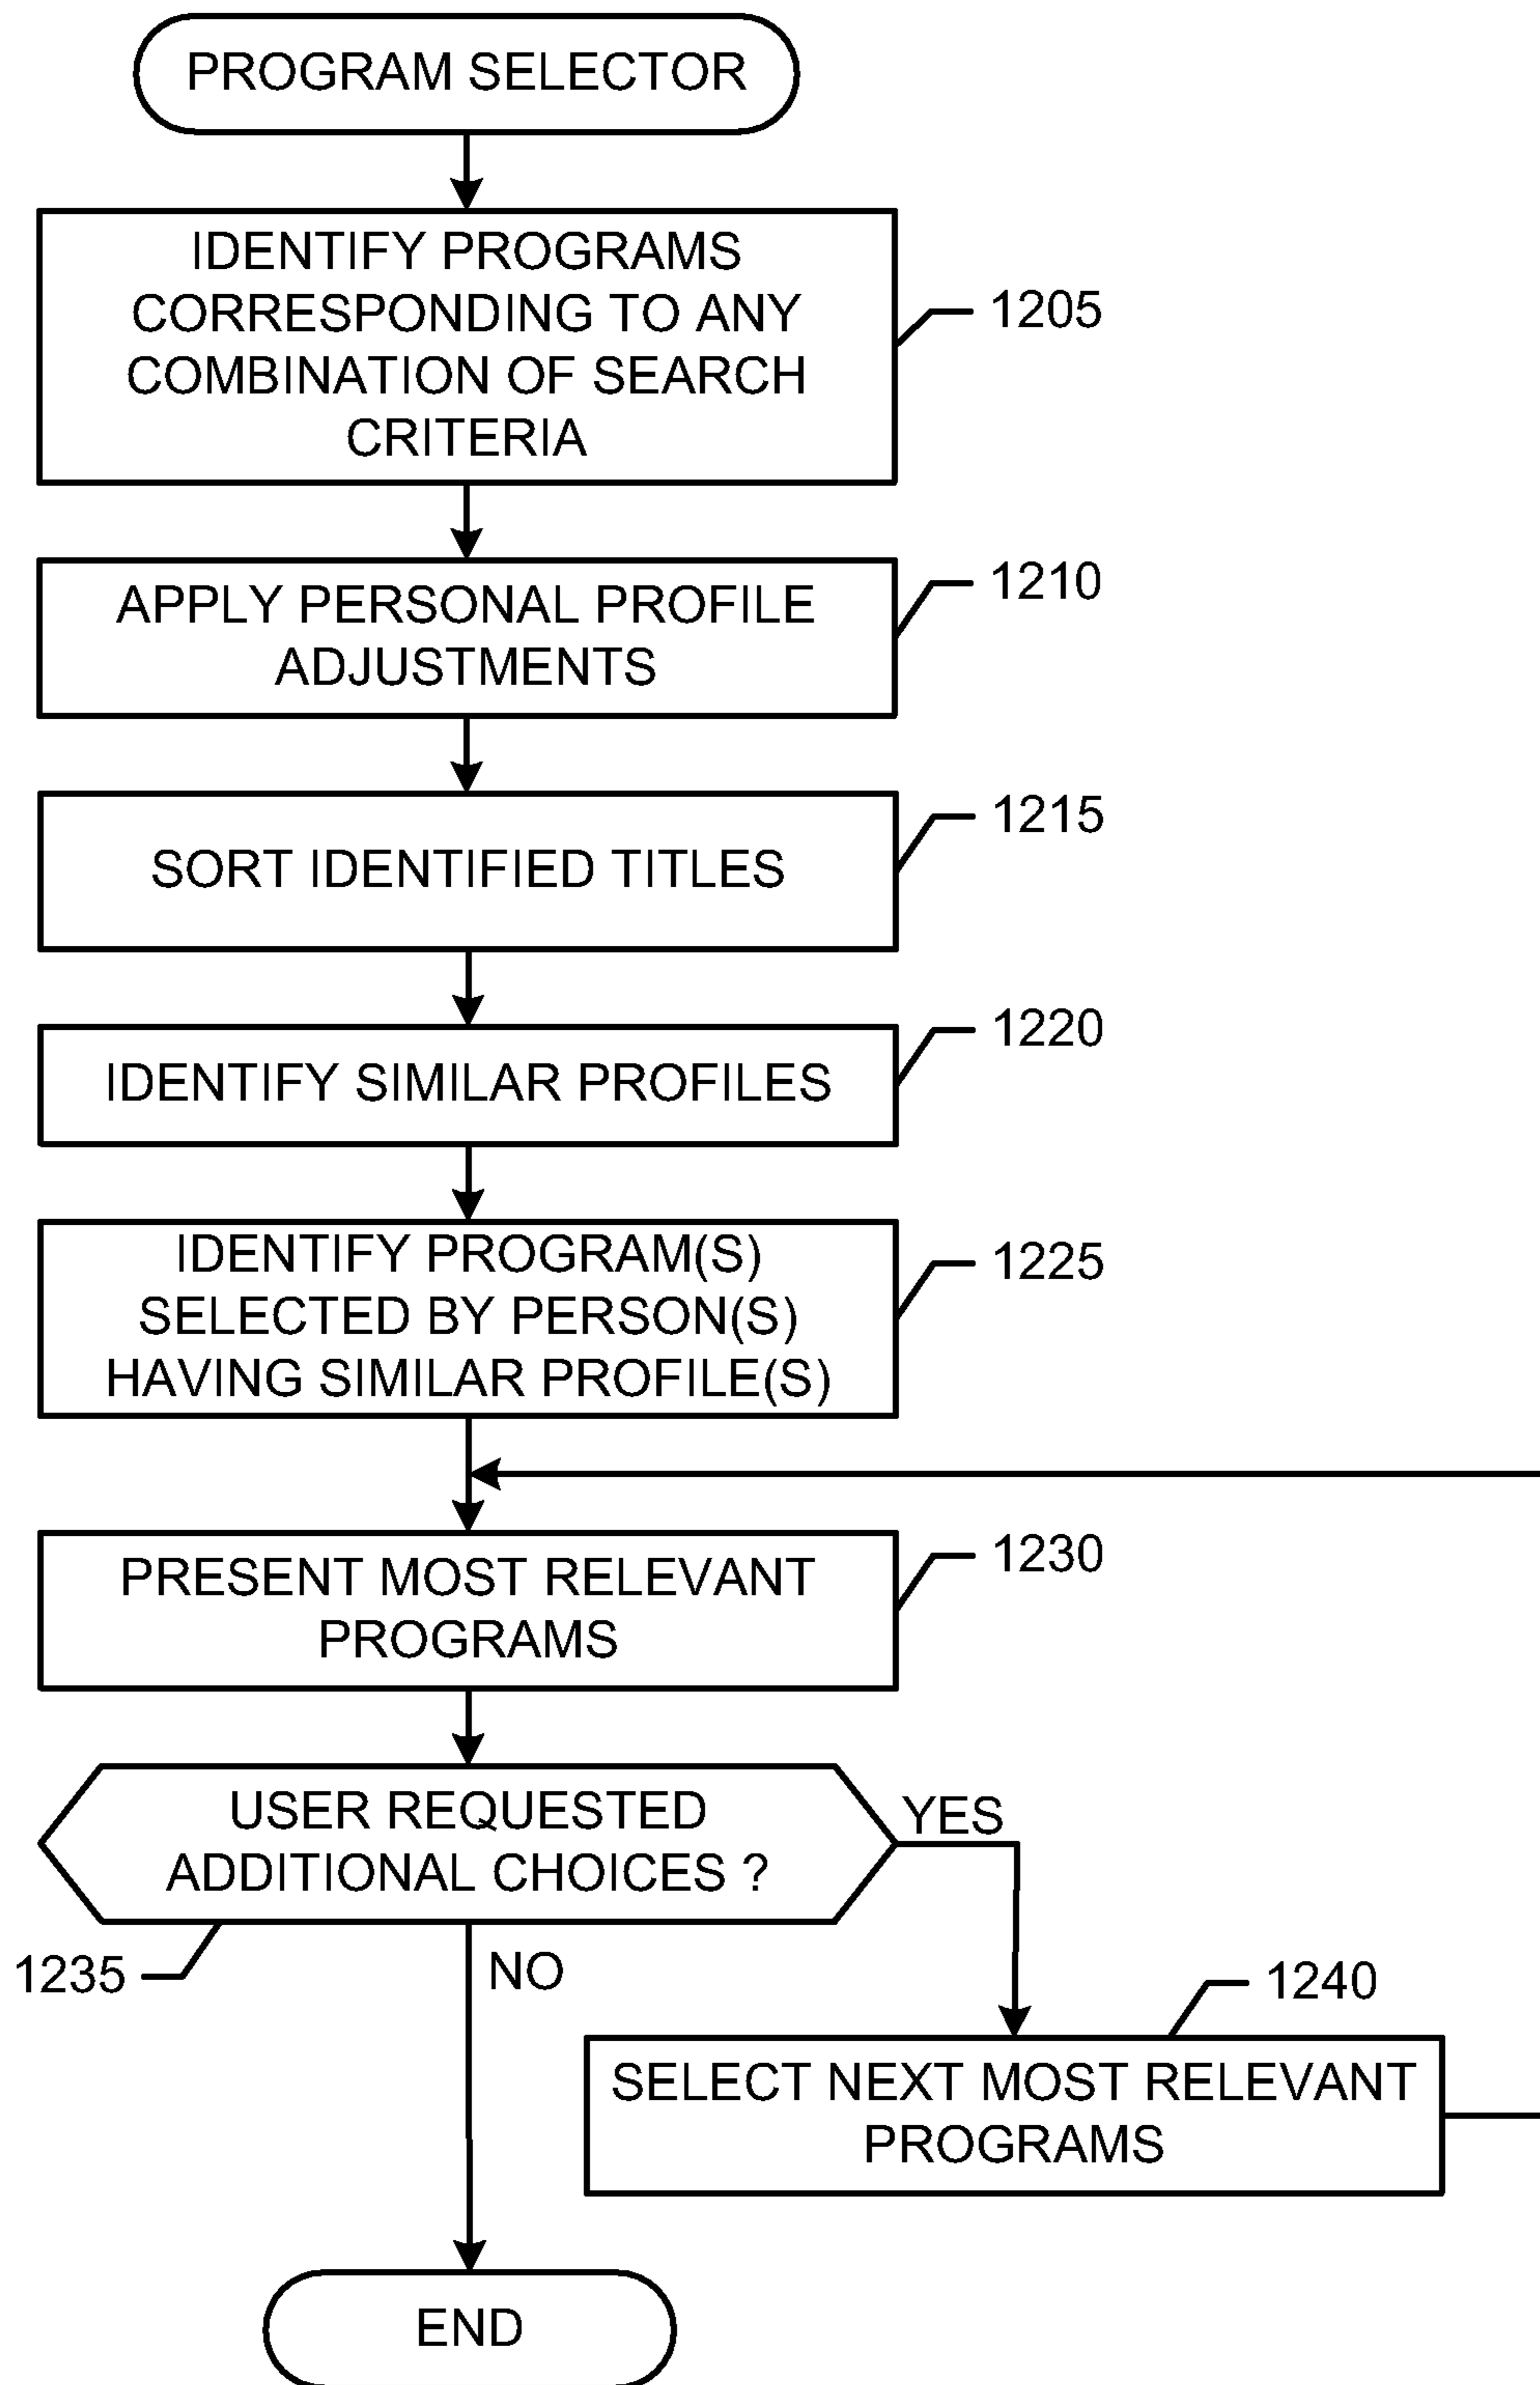 PROGRAM SELECTOR
IDENTIFY PROGRAMS
CORRESPONDING TO ANY
COMBINATION OF SEARCH
CRITERIA
1205
APPLY PERSONAL PROFILE
ADJUSTMENTS
1210
SORT IDENTIFIED TITLES
1215
IDENTIFY SIMILAR PROFILES
1220
IDENTIFY PROGRAM(S)
SELECTED BY PERSON(S)
HAVING SIMILAR PROFILE(S)
1225
PRESENT MOST RELEVANT
PROGRAMS
1230
USER REQUESTED
ADDITIONAL CHOICES ?
YES
1235
NO
1240
SELECT NEXT MOST RELEVANT
PROGRAMS
END